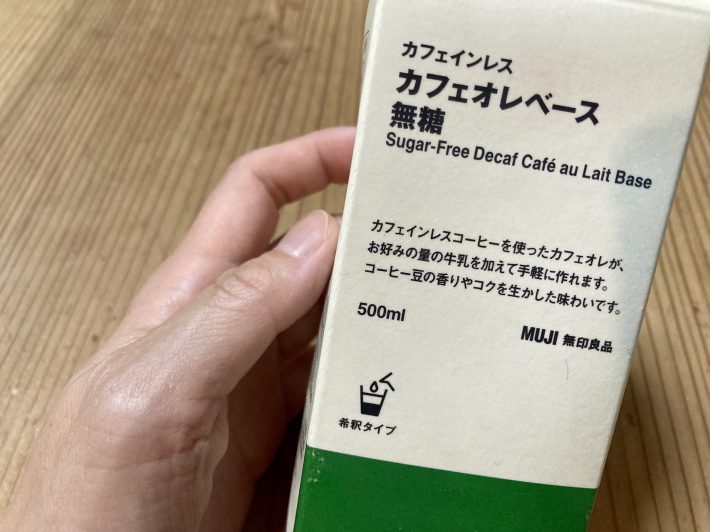 カフェインレス
カフェオレベース
無糖
Sugar-Free Decaf Café au Lait Base
カフェインレスコーヒーを使ったカフェオレが、
お好みの量の牛乳を加えて手軽に作れます。
コーヒー豆の香りやコクを生かした味わいです。
500ml
MUJI 無印良品
希釈タイプ